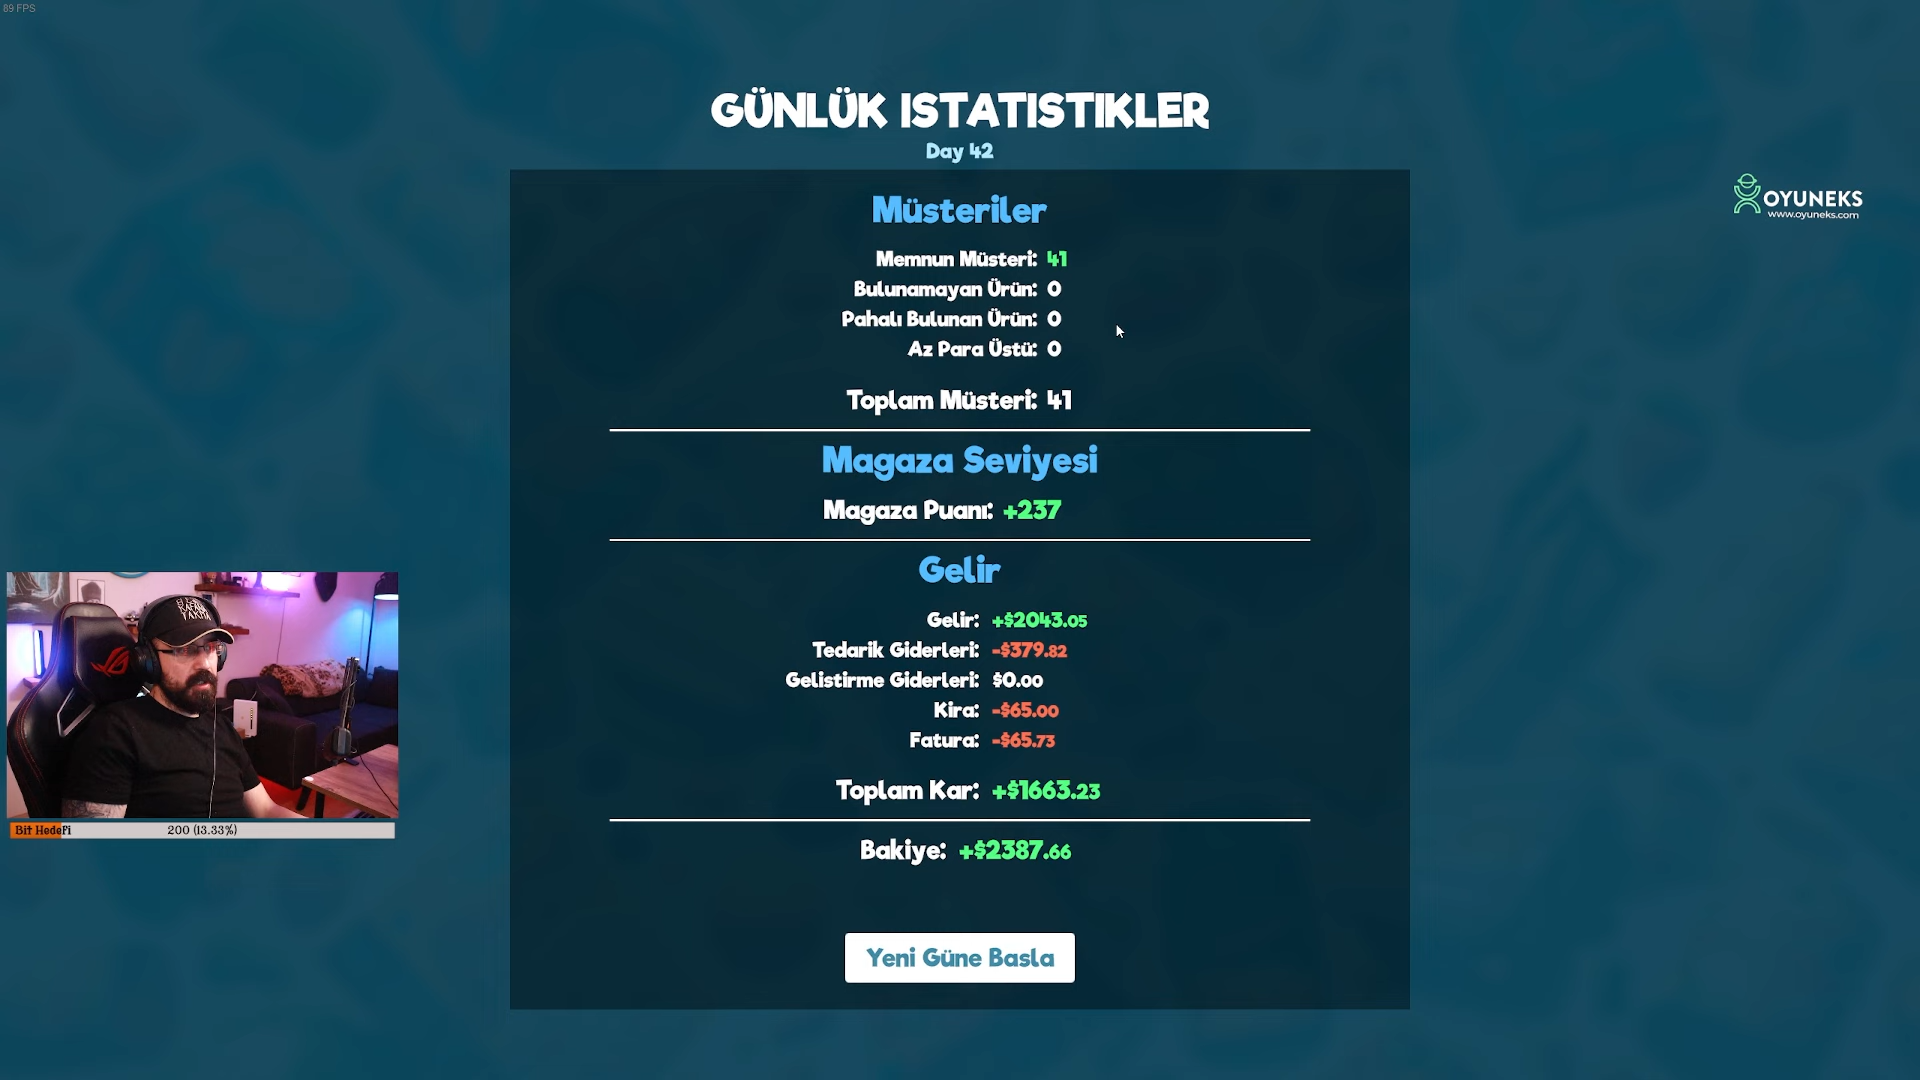 89 FPS
GÜNLÜK ISTATISTIKLER
Day 42
Müsteriler
Memnun Müsteri: 41
Bulunamayan Ürün: 0
Pahalı Bulunan Ürün: 0
Az Para Üstü: 0
Toplam Müsteri: 41
Magaza Seviyesi
Magaza Puanı: +237
Gelir
Gelir: +$2043.05
Tedarik Giderleri: -$379.82
Gelistirme Giderleri: $0.00
Kira: -$65.00
Fatura: -$65.73
Toplam Kar: +$1663.23
Bakiye: +$2387.66
Yeni Güne Basla
OYUNEKS
www.oyuneks.com
Bit Hedefi 200 (13.33%)